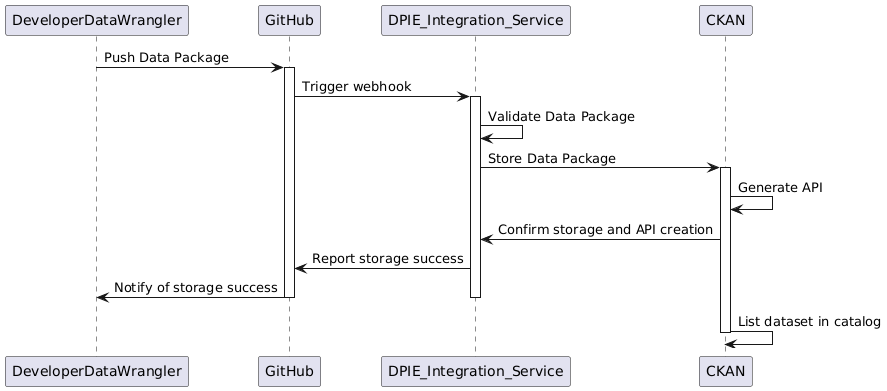 DeveloperDataWrangler GitHub DPIE_Integration_Service CKAN
Push Data Package
Trigger webhook
Validate Data Package
Store Data Package
Generate API
Confirm storage and API creation
Report storage success
Notify of storage success
List dataset in catalog
DeveloperDataWrangler GitHub DPIE_Integration_Service CKAN